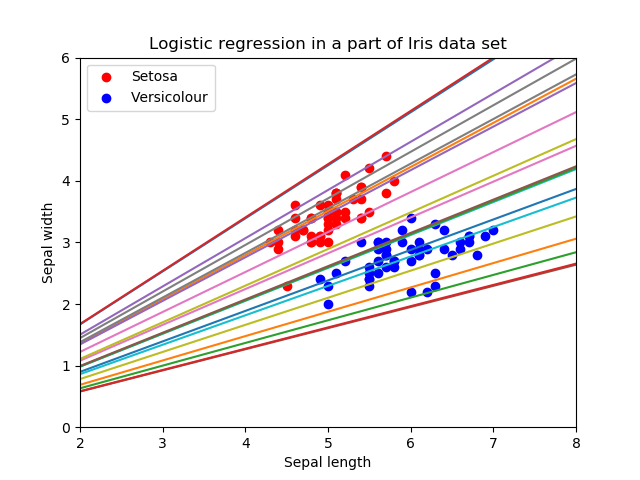 Logistic regression in a part of Iris data set
Setosa
Versicolour
Sepal width
6
5
4
3
2
1
0
2 3 4 5 6 7 8
Sepal length